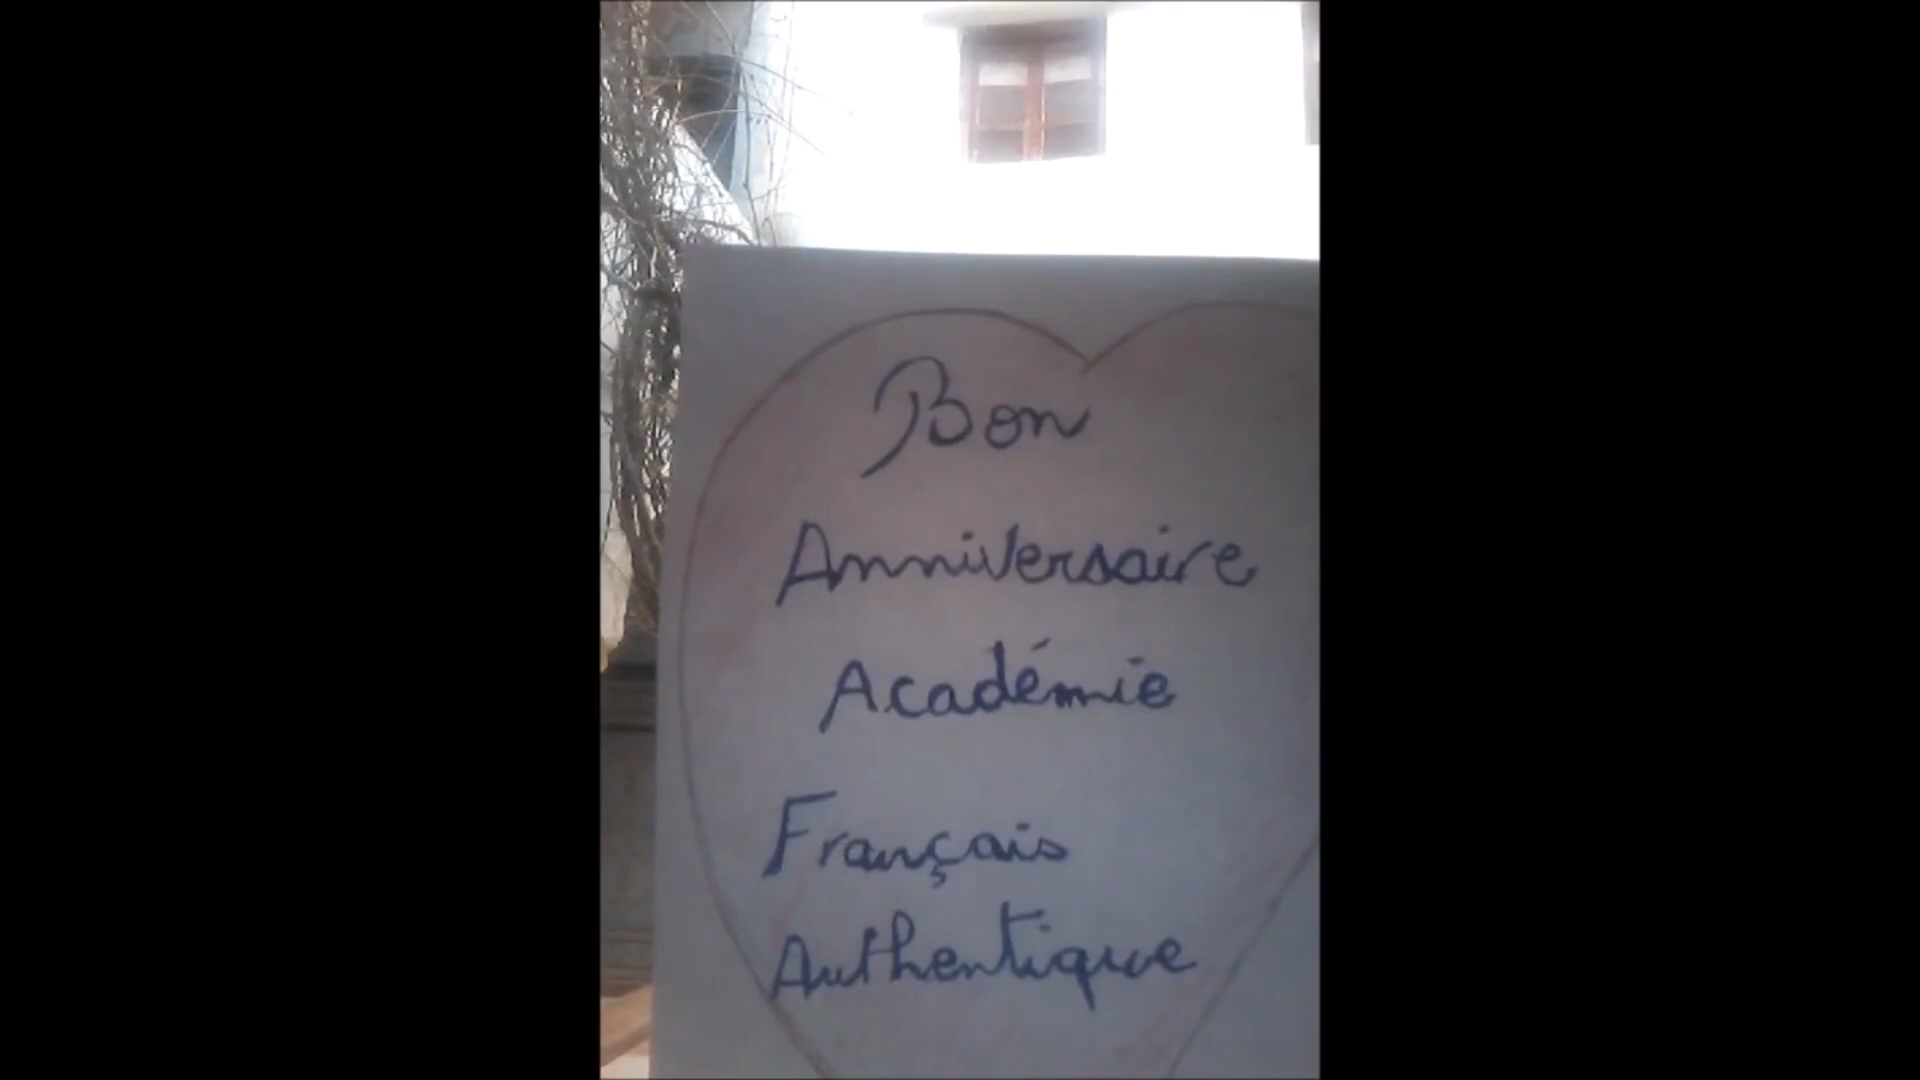 Bon
Anniversaire
Académie
Français
Authentique